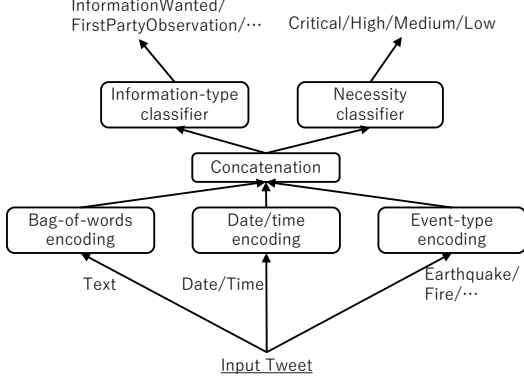 InformationWanted/
FirstPartyObservation/⋯
Critical/High/Medium/Low
Information-type
classifier
Necessity
classifier
Concatenation
Bag-of-words
encoding
Date/time
encoding
Event-type
encoding
Text
Date/Time
Earthquake/
Fire/⋯
Input Tweet